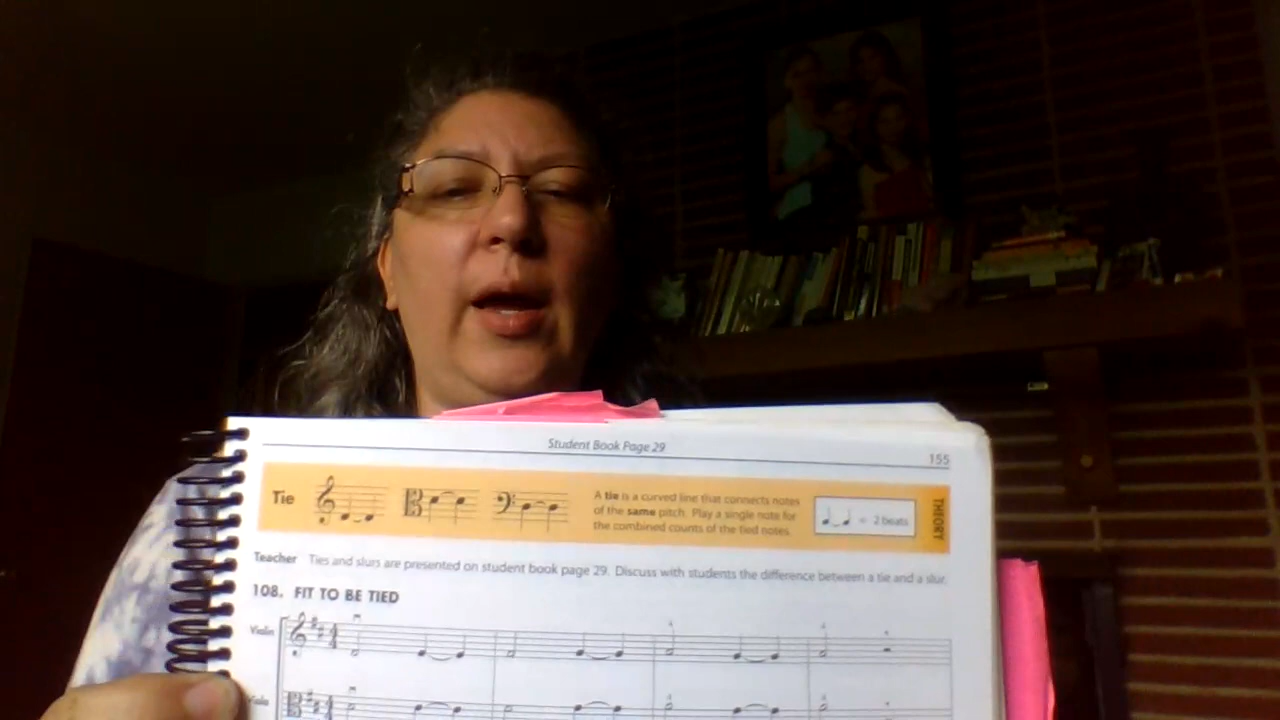 Student Book Page 29
155
Tie
A tie is a curved line that connects notes
of the same pitch. Play a single note for
the combined counts of the tied notes.
= 2 beats
THEORY
Teacher Ties and slurs are presented on student book page 29. Discuss with students the difference between a tie and a slur.
108. FIT TO BE TIED
Violin
Viola